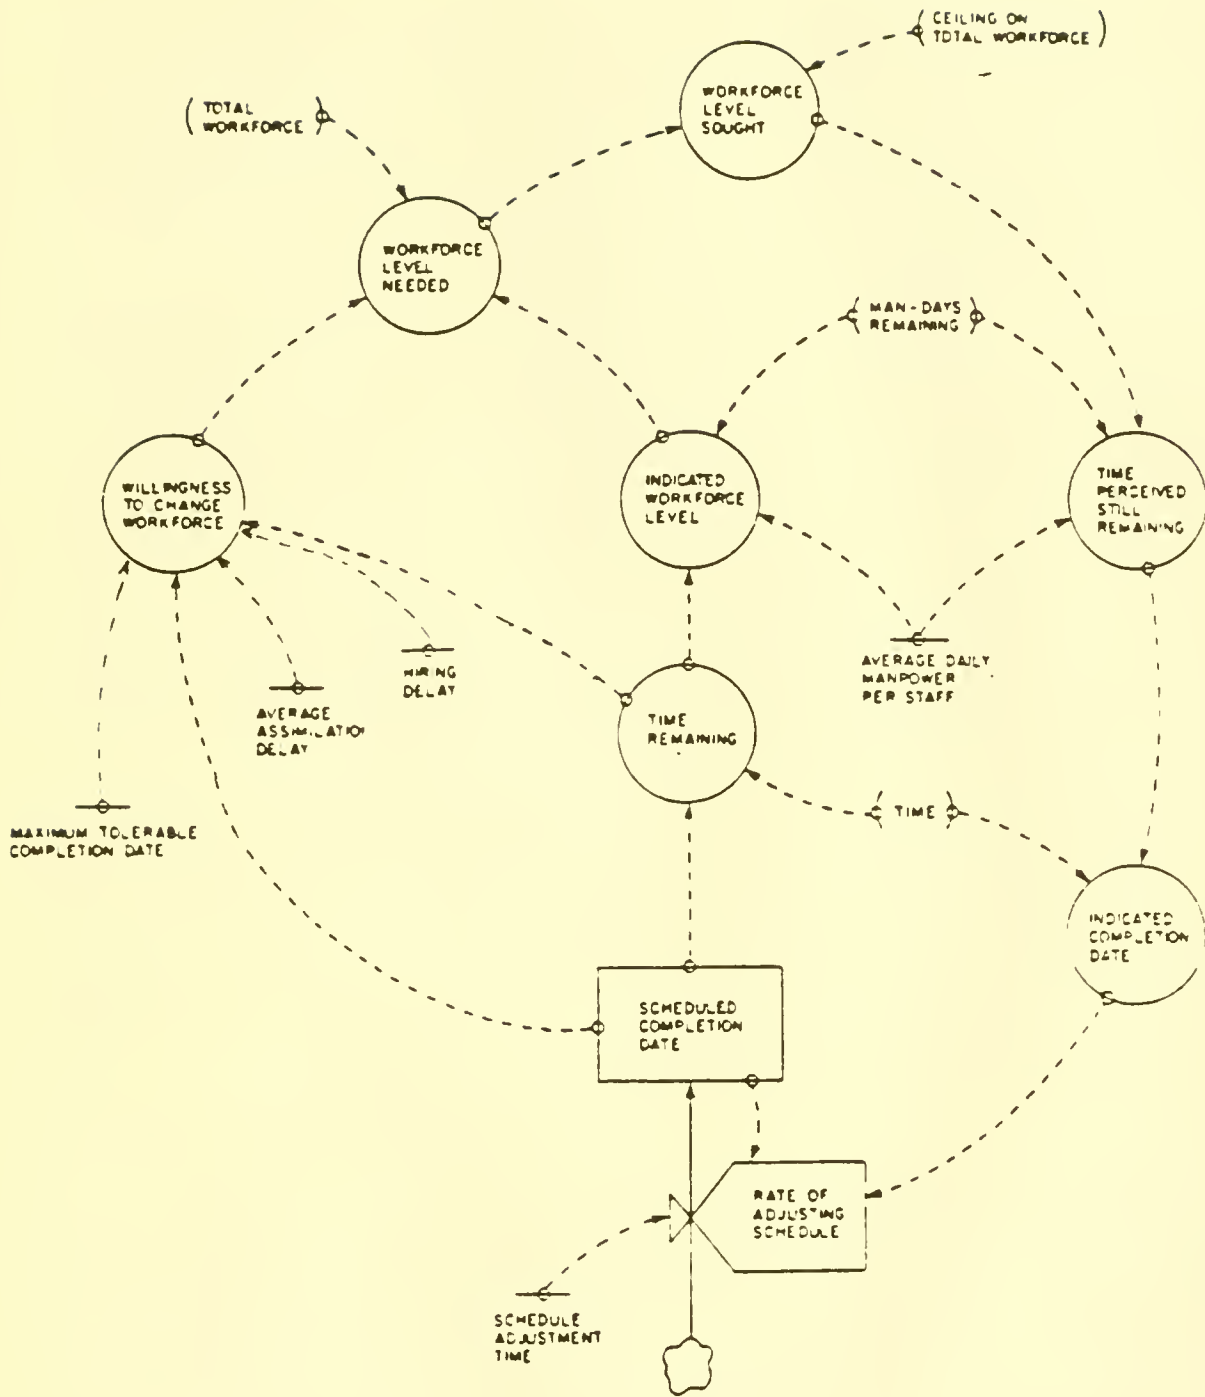 ( CEILING ON
TOTAL WORKFORCE )
WORKFORCE
LEVEL
SOUGHT
( TOTAL
WORKFORCE )
WORKFORCE
LEVEL
NEEDED
( MAN-DAYS
REMAINING )
WILLINGNESS
TO CHANGE
WORKFORCE
INDICATED
WORKFORCE
LEVEL
TIME
PERCEIVED
STILL
REMAINING
HIRING
DELAY
AVERAGE DAILY
MANPOWER
PER STAFF
AVERAGE
ASSIMILATION
DELAY
TIME
REMAINING
MAXIMUM TOLERABLE
COMPLETION DATE
( TIME )
INDICATED
COMPLETION
DATE
SCHEDULED
COMPLETION
DATE
RATE OF
ADJUSTING
SCHEDULE
SCHEDULE
ADJUSTMENT
TIME